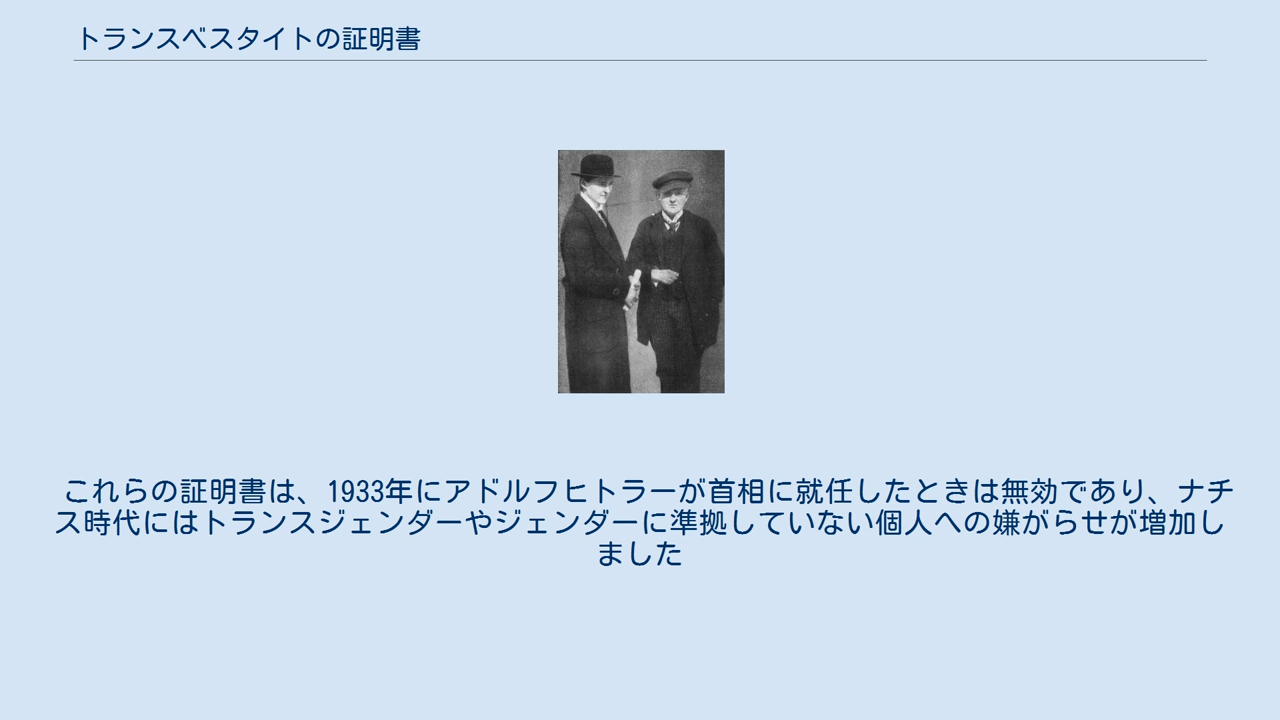 トランスベスタイトの証明書
これらの証明書は、1933年にアドルフヒトラーが首相に就任したときは無効であり、ナチ
ス時代にはトランスジェンダーやジェンダーに準拠していない個人への嫌がらせが増加し
ました